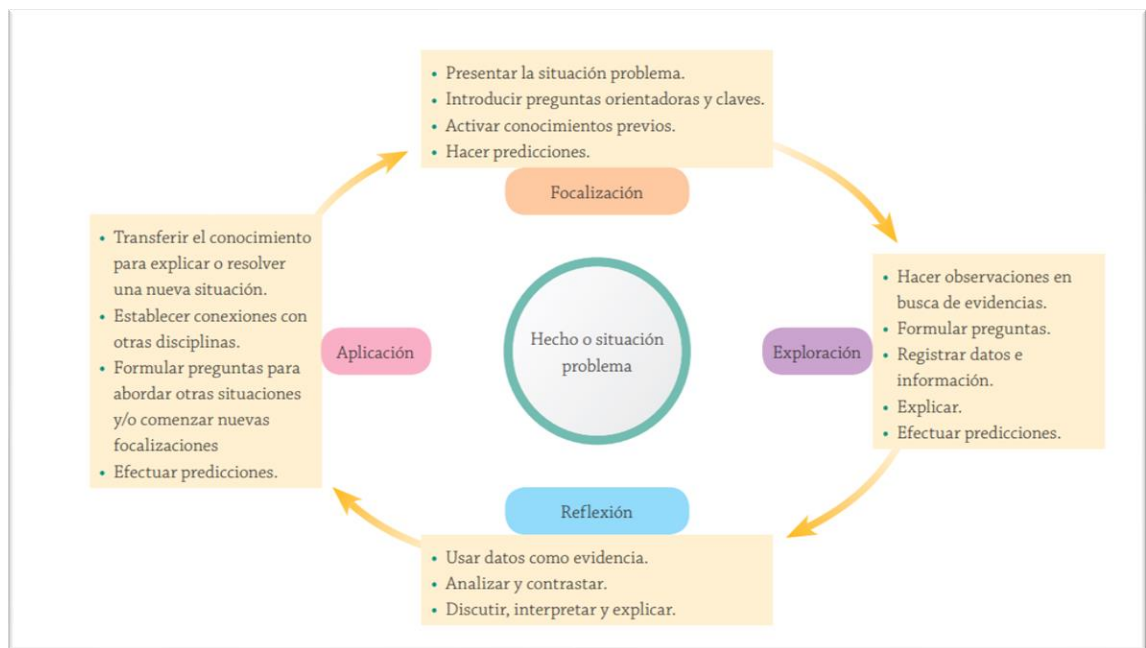 • Presentar la situación problema.
• Introducir preguntas orientadoras y claves.
• Activar conocimientos previos.
• Hacer predicciones.
Focalización
• Hacer observaciones en
busca de evidencias.
• Formular preguntas.
• Registrar datos e
información.
• Explicar.
• Efectuar predicciones.
Exploración
Hecho o situación
problema
Reflexión
• Usar datos como evidencia.
• Analizar y contrastar.
• Discutir, interpretar y explicar.
• Transferir el conocimiento
para explicar o resolver
una nueva situación.
• Establecer conexiones con
otras disciplinas.
• Formular preguntas para
abordar otras situaciones
y/o comenzar nuevas
focalizaciones
• Efectuar predicciones.
Aplicación